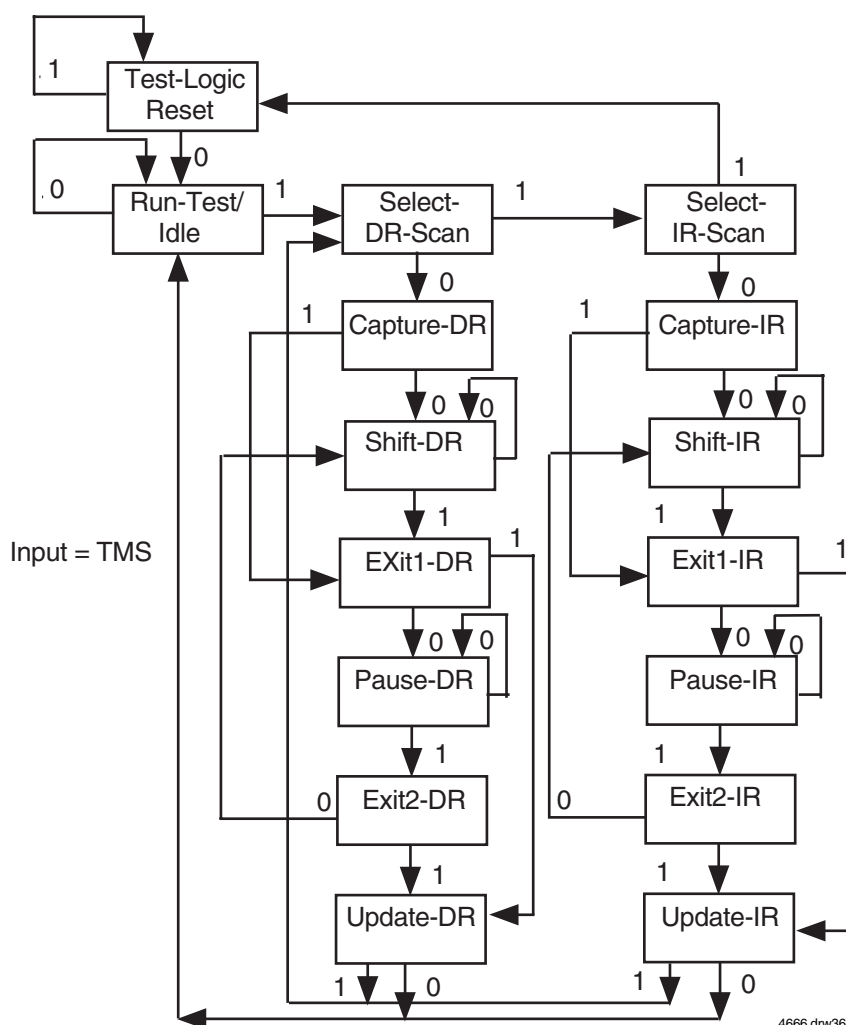 . 1
Test-Logic
Reset
0
. 0
Run-Test/
Idle
1
Select-
DR-Scan
1
1
Select-
IR-Scan
0
0
1
Capture-DR
1
Capture-IR
0
0
0
0
Shift-DR
Shift-IR
1
1
Input = TMS
EXit1-DR
1
Exit1-IR
1
0
0
0
0
Pause-DR
Pause-IR
1
1
0
Exit2-DR
0
Exit2-IR
1
1
Update-DR
Update-IR
1
0
1
0
4666 drw36